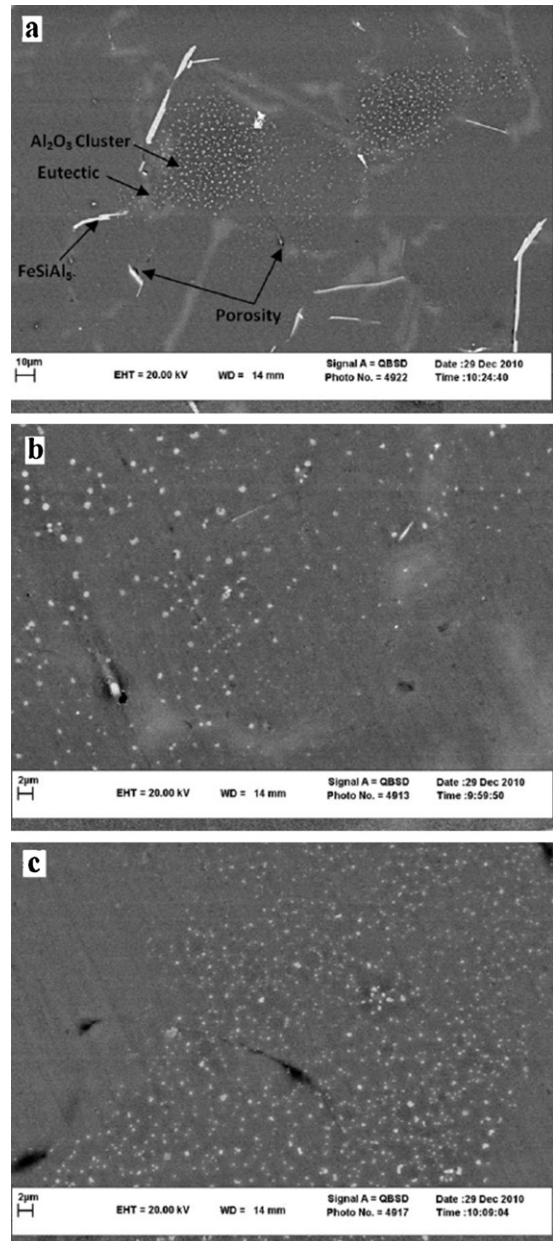 a
Al₂O₃ Cluster
Eutectic
FeSiAl₅
Porosity
10µm
EHT = 20.00 kV
WD = 14 mm
Signal A = QBSD
Photo No. = 4922
Date :29 Dec 2010
Time :10:24:40
b
2µm
EHT = 20.00 kV
WD = 14 mm
Signal A = QBSD
Photo No. = 4913
Date :29 Dec 2010
Time :9:59:50
c
2µm
EHT = 20.00 kV
WD = 14 mm
Signal A = QBSD
Photo No. = 4917
Date :29 Dec 2010
Time :10:09:04